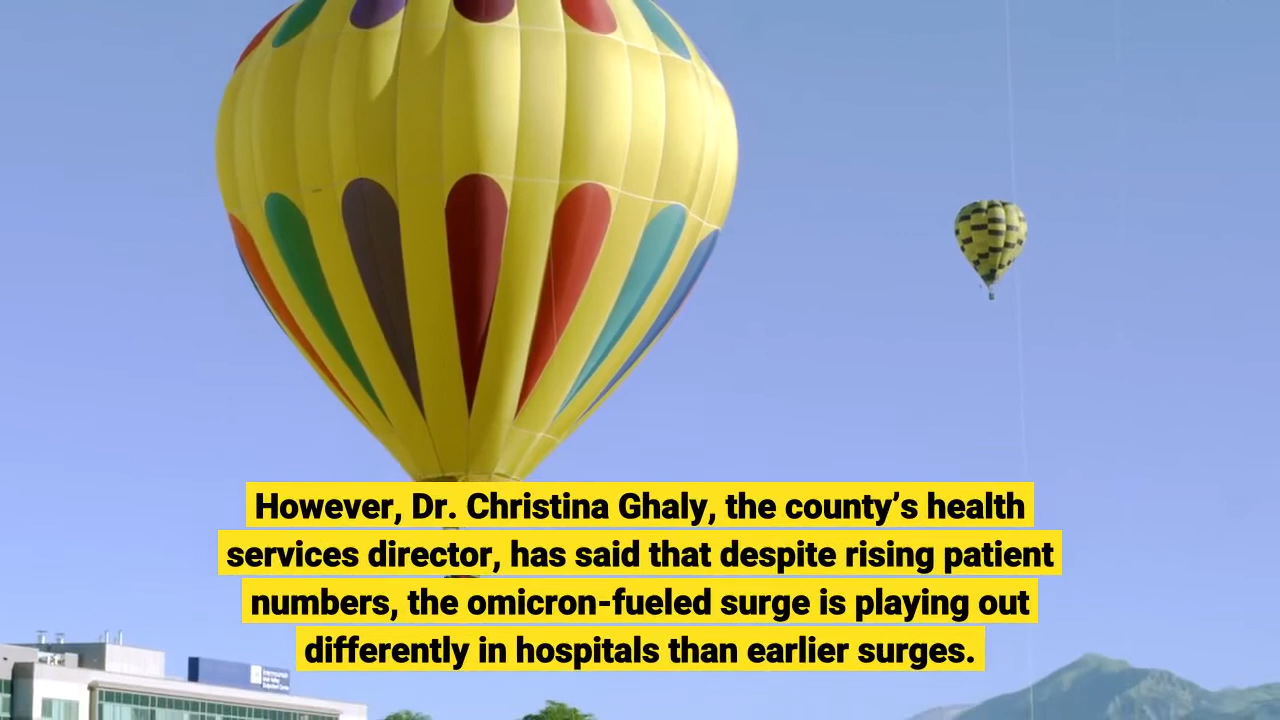 However, Dr. Christina Ghaly, the county’s health
services director, has said that despite rising patient
numbers, the omicron-fueled surge is playing out
differently in hospitals than earlier surges.